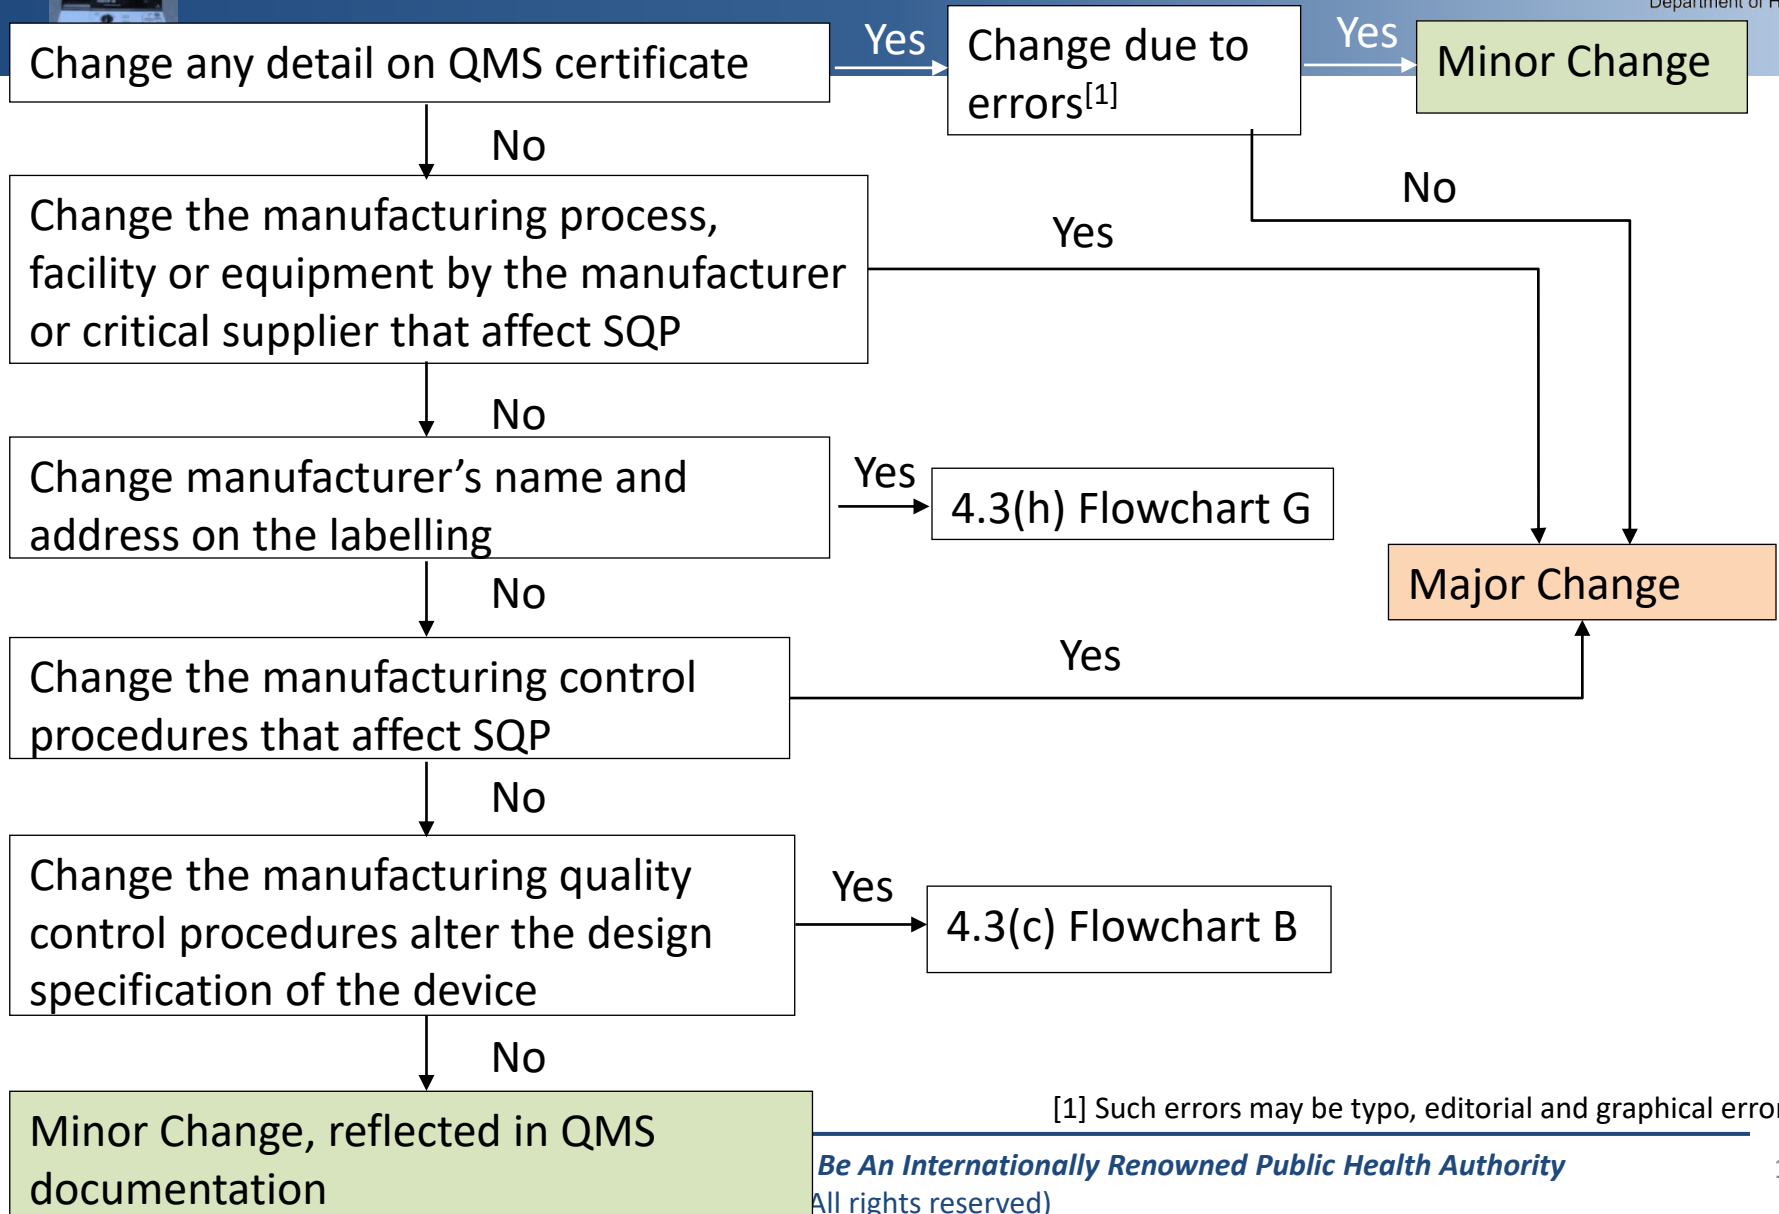 Department of H
Change any detail on QMS certificate
Yes
Change due to
errors[1]
Yes
Minor Change
No
No
Change the manufacturing process,
facility or equipment by the manufacturer
or critical supplier that affect SQP
Yes
No
Change manufacturer’s name and
address on the labelling
Yes
4.3(h) Flowchart G
Major Change
No
Change the manufacturing control
procedures that affect SQP
Yes
No
Change the manufacturing quality
control procedures alter the design
specification of the device
Yes
4.3(c) Flowchart B
No
Minor Change, reflected in QMS
documentation
[1] Such errors may be typo, editorial and graphical error
Be An Internationally Renowned Public Health Authority
All rights reserved)